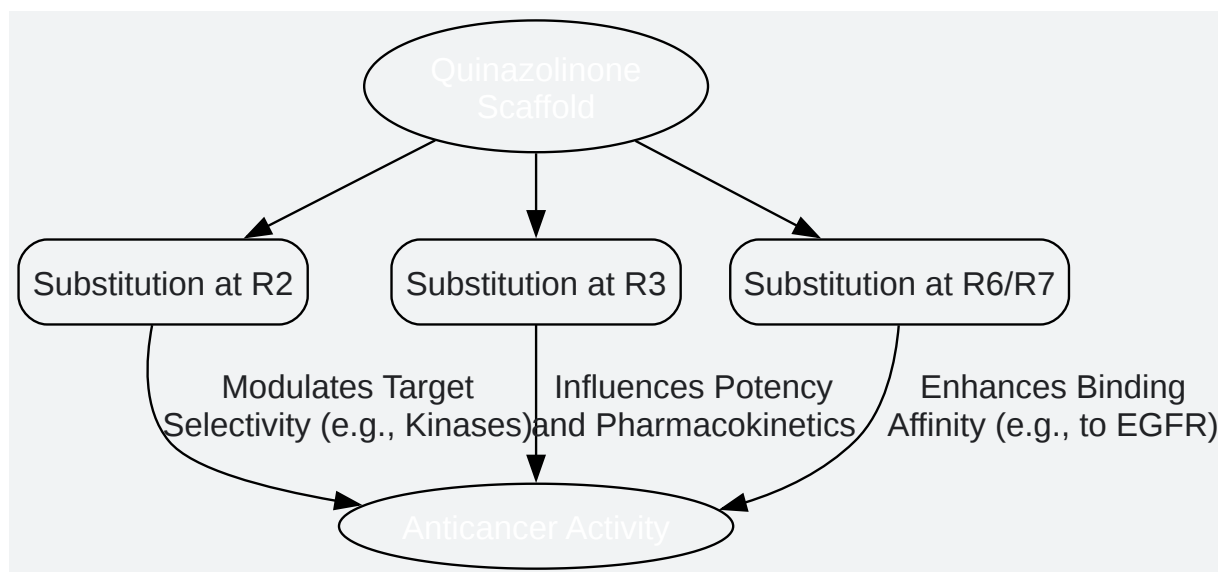 Quinazolinone
Scaffold
Substitution at R2
Substitution at R3
Substitution at R6/R7
Modulates Target
Selectivity (e.g., Kinases)
Influences Potency
and Pharmacokinetics
Enhances Binding
Affinity (e.g., to EGFR)
Anticancer Activity